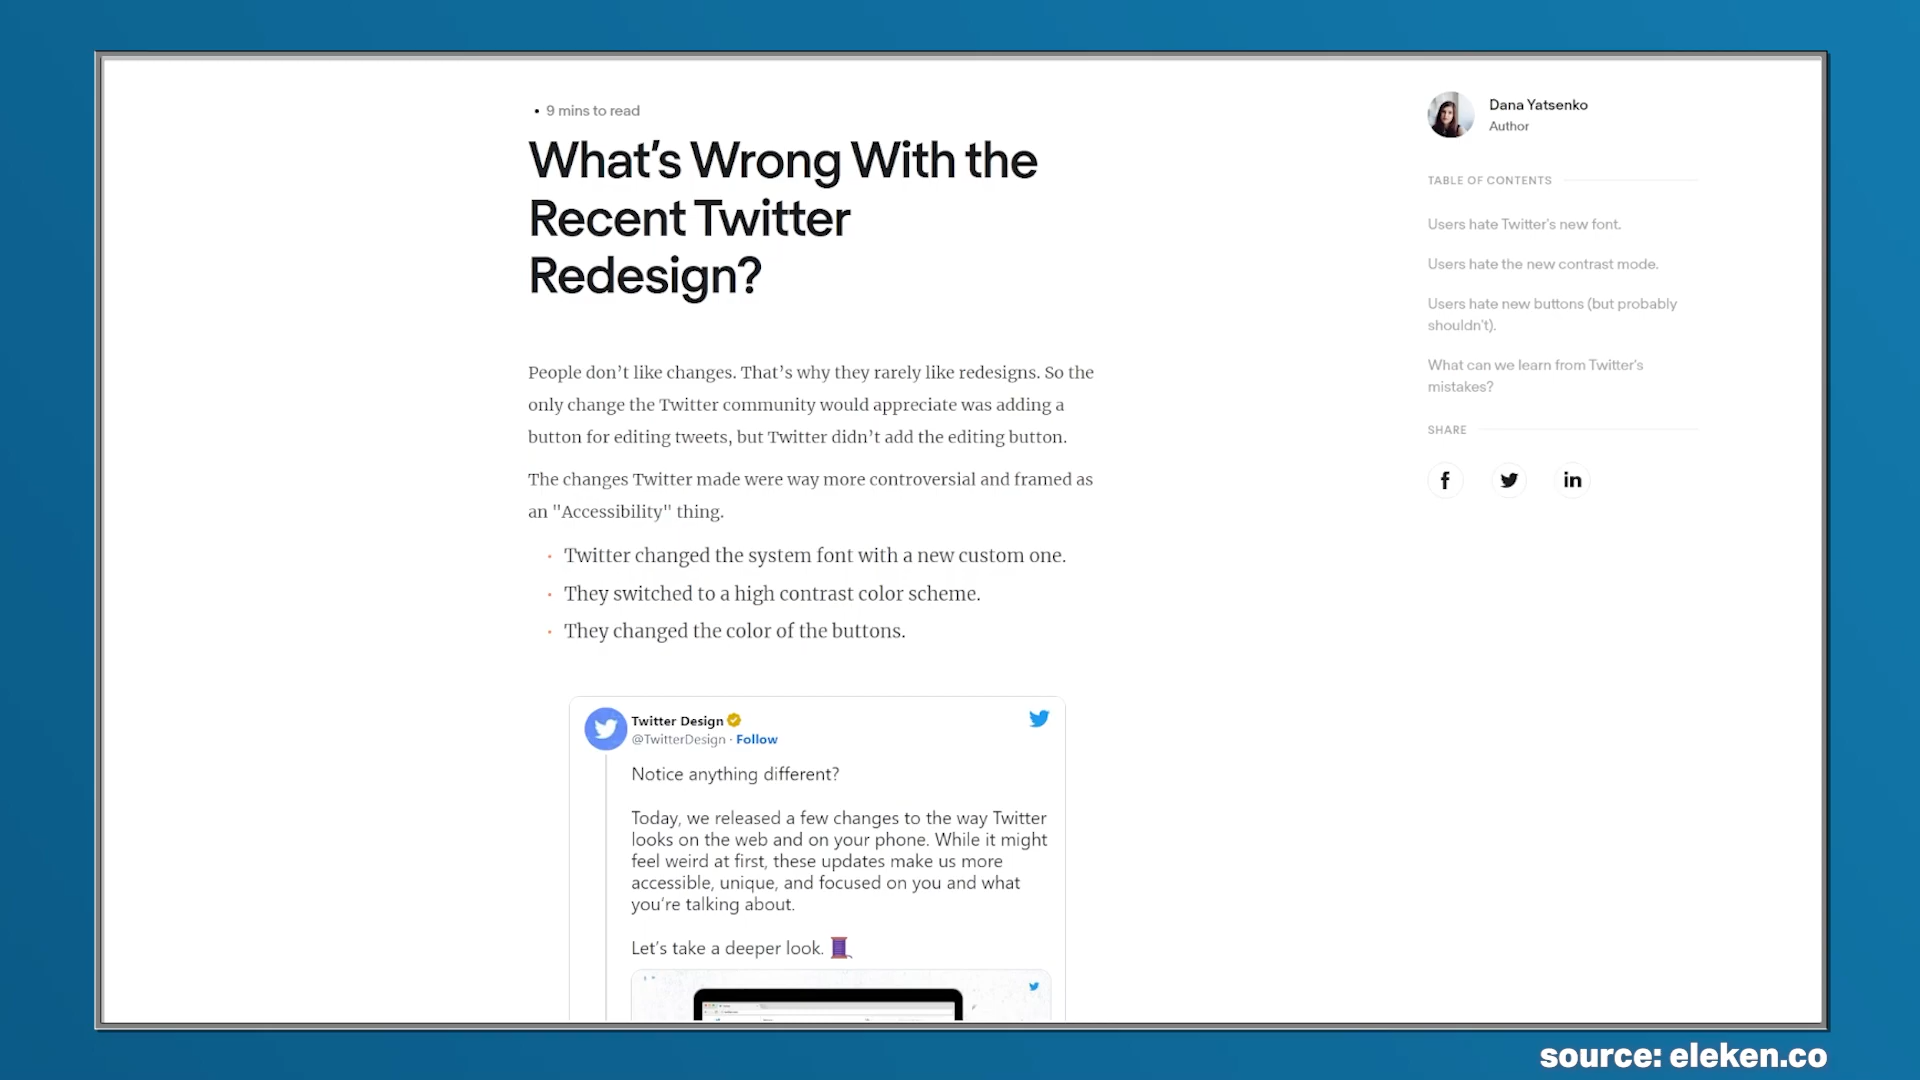 • 9 mins to read
What's Wrong With the
Recent Twitter
Redesign?
People don't like changes. That's why they rarely like redesigns. So the
only change the Twitter community would appreciate was adding a
button for editing tweets, but Twitter didn't add the editing button.
The changes Twitter made were way more controversial and framed as
an "Accessibility" thing.
• Twitter changed the system font with a new custom one.
• They switched to a high contrast color scheme.
• They changed the color of the buttons.
Twitter Design
@TwitterDesign · Follow
Notice anything different?
Today, we released a few changes to the way Twitter
looks on the web and on your phone. While it might
feel weird at first, these updates make us more
accessible, unique, and focused on you and what
you're talking about.
Let's take a deeper look.
Dana Yatsenko
Author
TABLE OF CONTENTS
Users hate Twitter's new font.
Users hate the new contrast mode.
Users hate new buttons (but probably
shouldn't).
What can we learn from Twitter's
mistakes?
SHARE
source: eleken.co